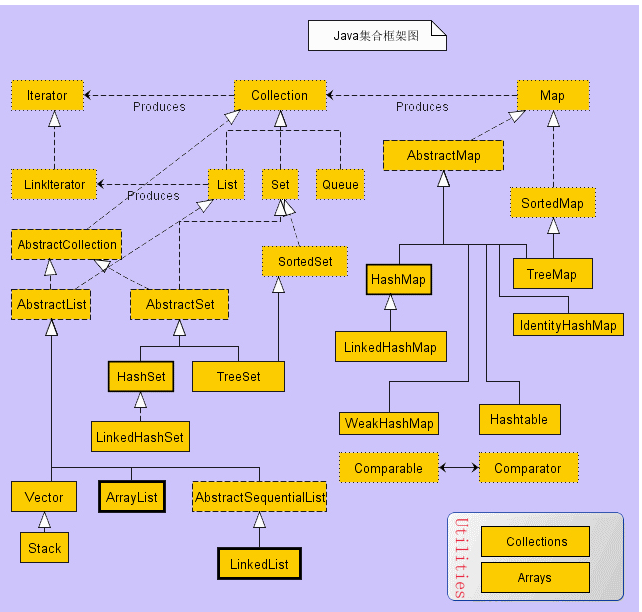 Java集合框架图
Iterator
Produces
Collection
Produces
Map
AbstractMap
LinkIterator
Produces
List
Set
Queue
SortedMap
AbstractCollection
SortedSet
HashMap
TreeMap
AbstractList
AbstractSet
IdentityHashMap
LinkedHashMap
HashSet
TreeSet
WeakHashMap
Hashtable
LinkedHashSet
Comparable
Comparator
Vector
ArrayList
AbstractSequentialList
Stack
LinkedList
Utilities
Collections
Arrays